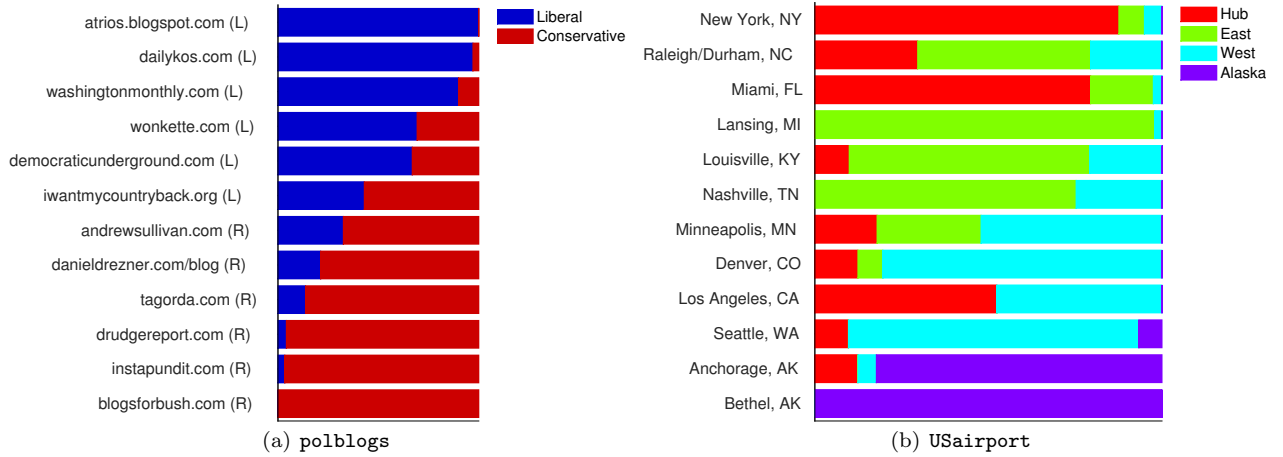 atrios.blogspot.com (L)
dailykos.com (L)
washingtonmonthly.com (L)
wonkette.com (L)
democraticunderground.com (L)
iwantmycountryback.org (L)
andrewsullivan.com (R)
danieldrezner.com/blog (R)
tagorda.com (R)
drudgereport.com (R)
instapundit.com (R)
blogsforbush.com (R)
Liberal
Conservative
(a) polblogs
New York, NY
Raleigh/Durham, NC
Miami, FL
Lansing, MI
Louisville, KY
Nashville, TN
Minneapolis, MN
Denver, CO
Los Angeles, CA
Seattle, WA
Anchorage, AK
Bethel, AK
Hub
East
West
Alaska
(b) USairport